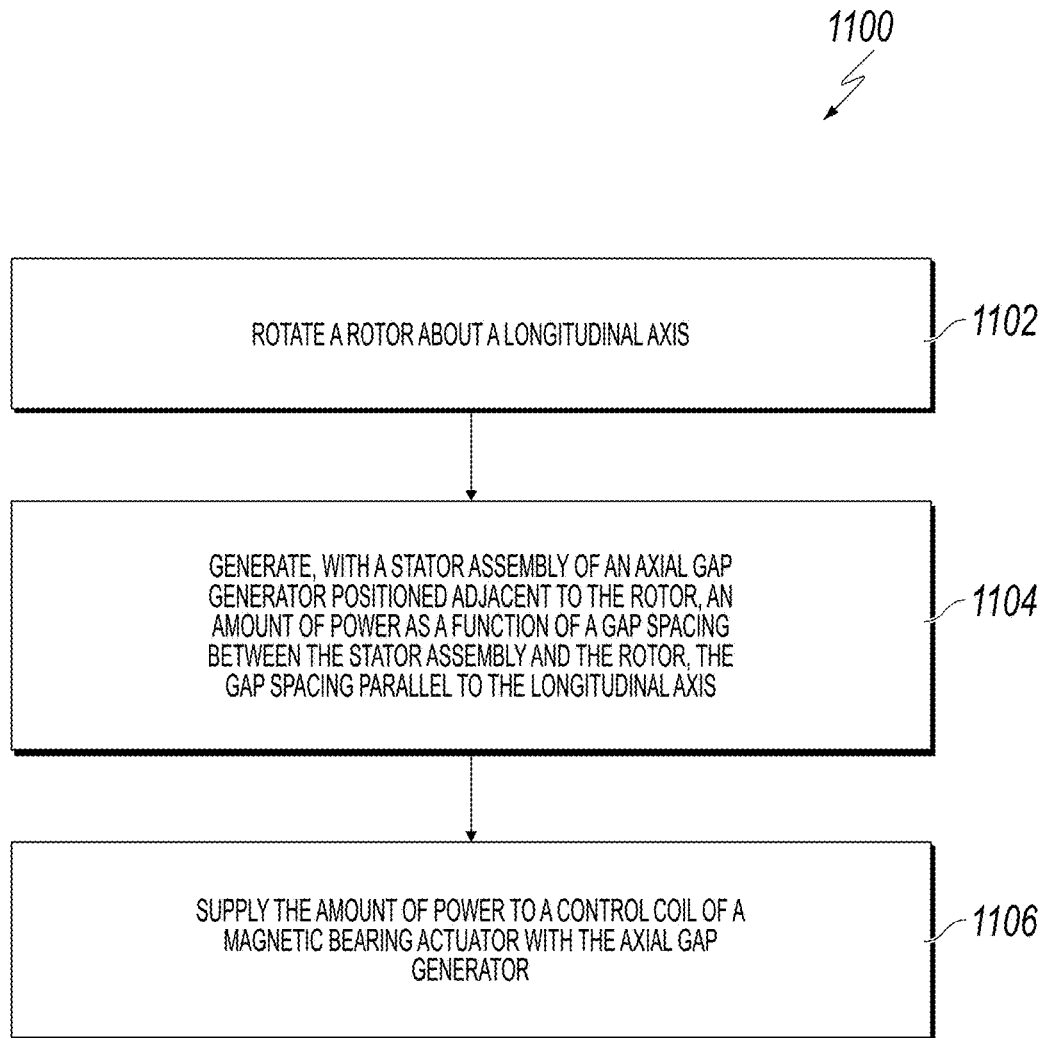 1100
ROTATE A ROTOR ABOUT A LONGITUDINAL AXIS
1102
GENERATE, WITH A STATOR ASSEMBLY OF AN AXIAL GAP
GENERATOR POSITIONED ADJACENT TO THE ROTOR, AN
AMOUNT OF POWER AS A FUNCTION OF A GAP SPACING
BETWEEN THE STATOR ASSEMBLY AND THE ROTOR, THE
GAP SPACING PARALLEL TO THE LONGITUDINAL AXIS
1104
SUPPLY THE AMOUNT OF POWER TO A CONTROL COIL OF A
MAGNETIC BEARING ACTUATOR WITH THE AXIAL GAP
GENERATOR
1106